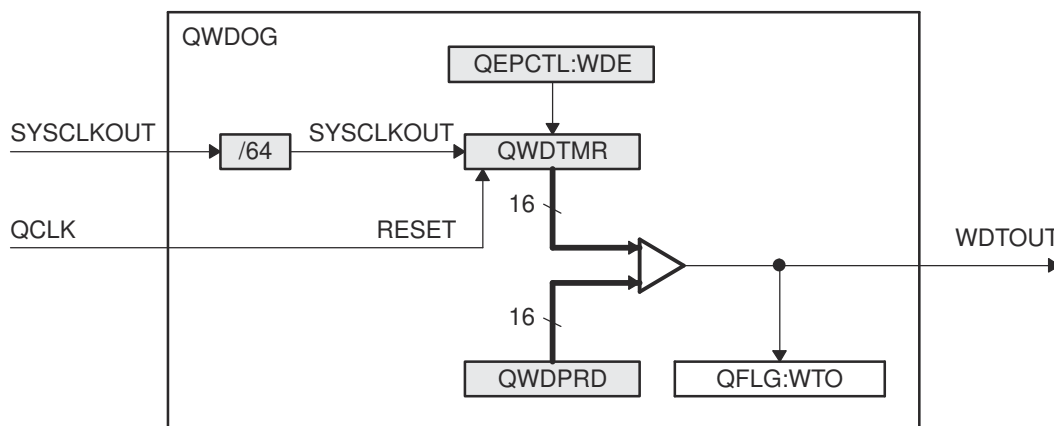 QWDOG
QEPCTL:WDE
SYSCLKOUT
SYSCLKOUT
/64
QWDTMR
16
QCLK
RESET
WDTOUT
16
QWDPRD
QFLG:WTO